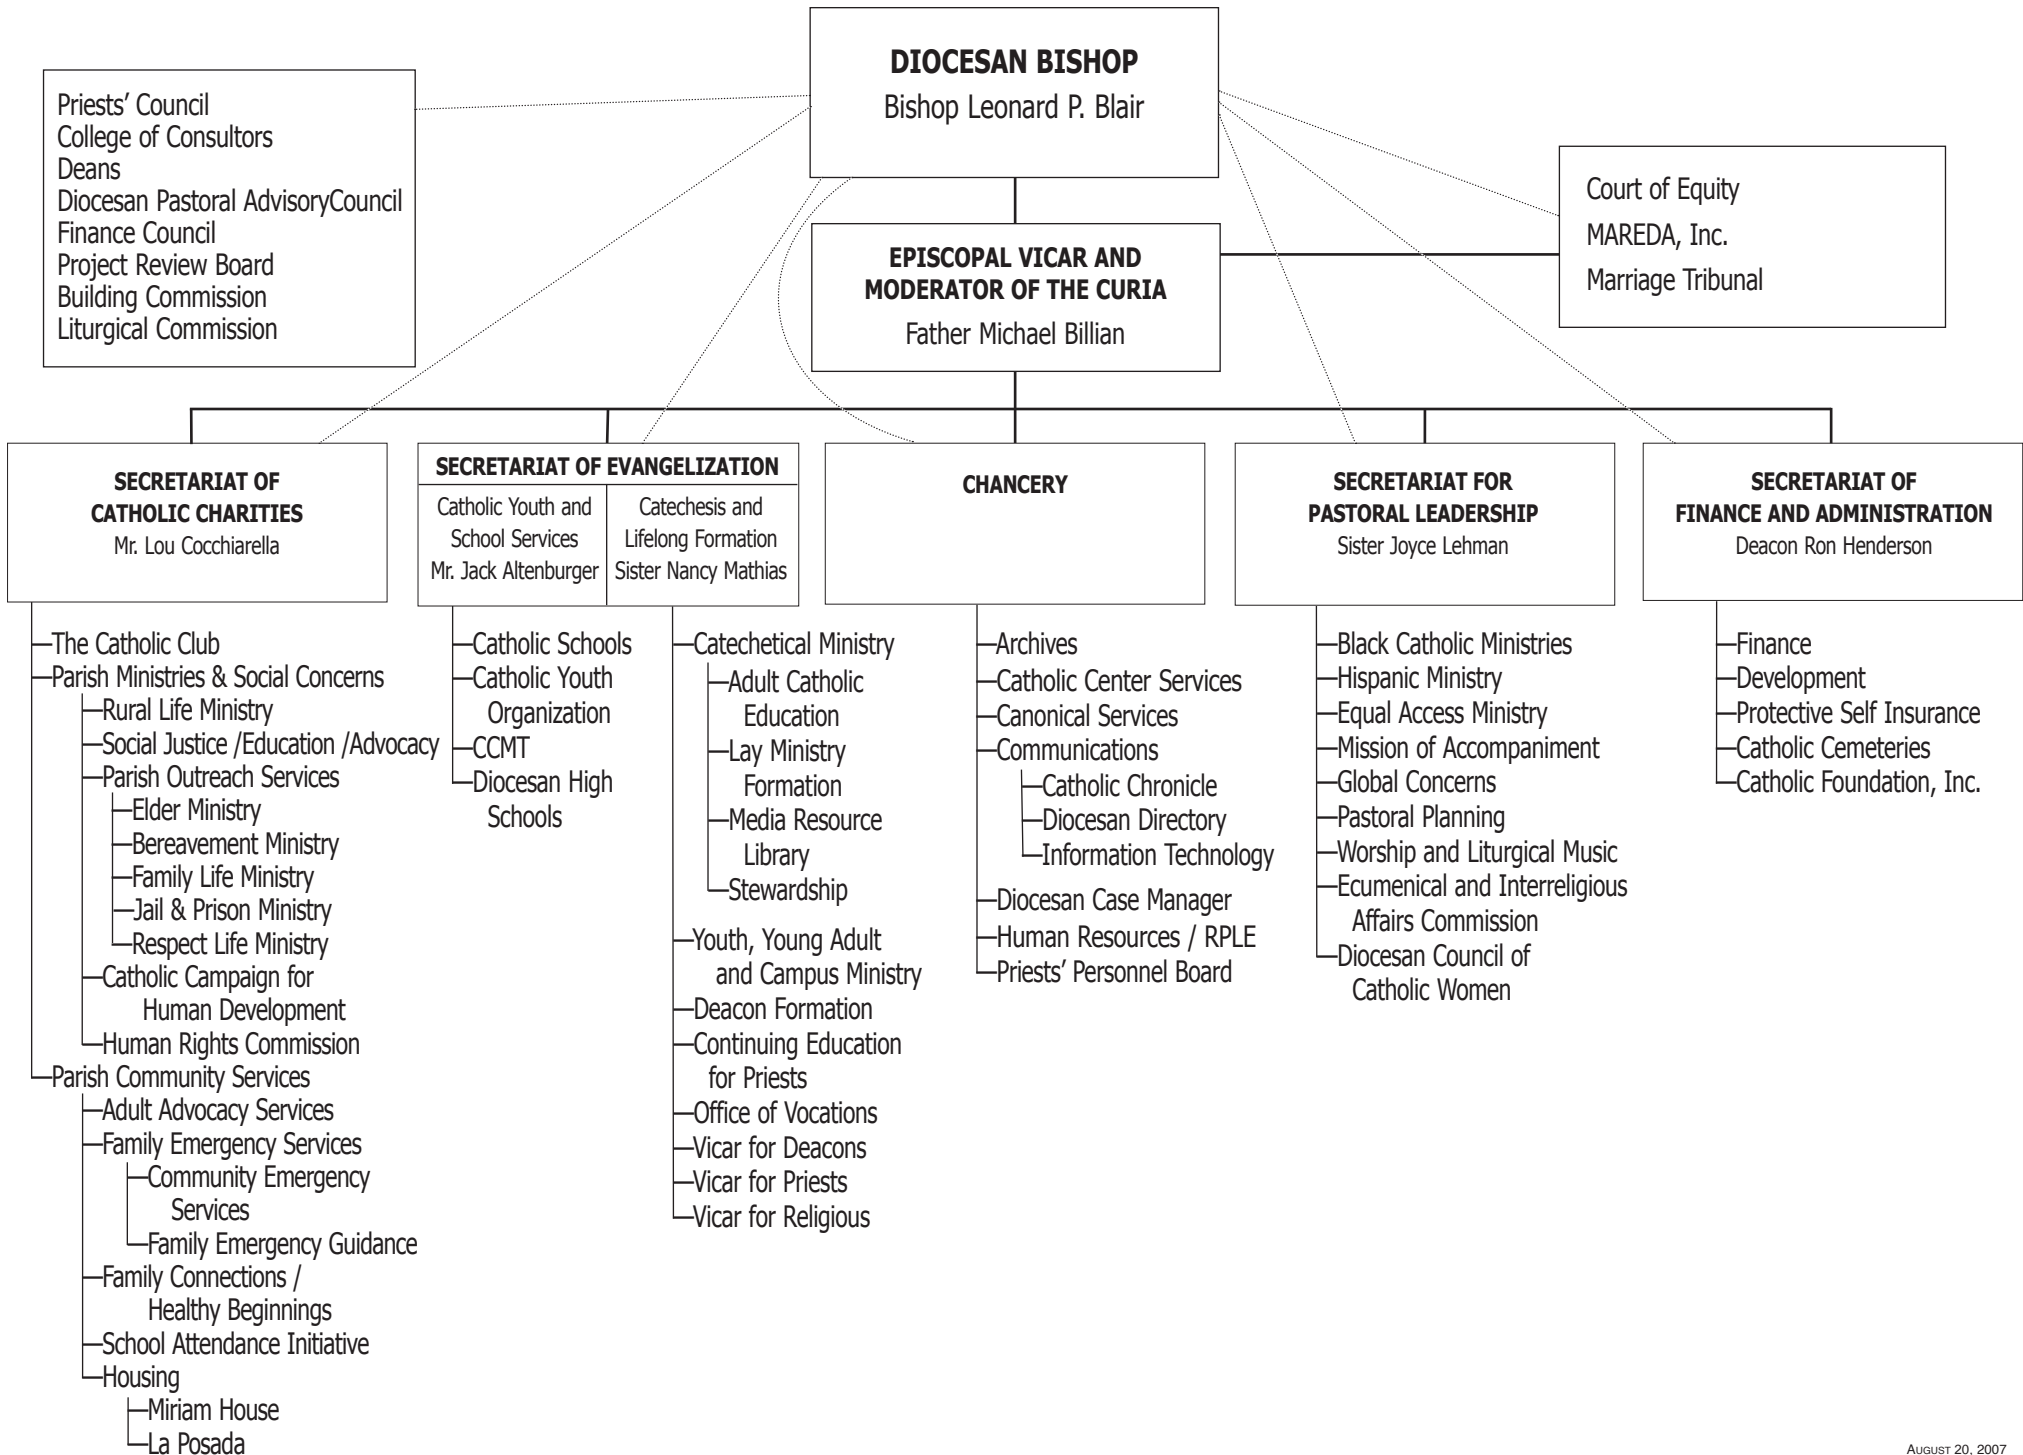 DIOCESAN BISHOP
Bishop Leonard P. Blair
Priests' Council
College of Consultors
Deans
Diocesan Pastoral AdvisoryCouncil
Finance Council
Project Review Board
Building Commission
Liturgical Commission
Court of Equity
MAREDA, Inc.
Marriage Tribunal
EPISCOPAL VICAR AND
MODERATOR OF THE CURIA
Father Michael Billian
SECRETARIAT OF
CATHOLIC CHARITIES
Mr. Lou Cocchiarella
The Catholic Club
Parish Ministries & Social Concerns
Rural Life Ministry
Social Justice /Education /Advocacy
Parish Outreach Services
Elder Ministry
Bereavement Ministry
Family Life Ministry
Jail & Prison Ministry
Respect Life Ministry
Catholic Campaign for
Human Development
Human Rights Commission
Parish Community Services
Adult Advocacy Services
Family Emergency Services
Community Emergency
Services
Family Emergency Guidance
Family Connections /
Healthy Beginnings
School Attendance Initiative
Housing
Miriam House
La Posada
SECRETARIAT OF EVANGELIZATION
Catholic Youth and
School Services
Mr. Jack Altenburger
Catholic Schools
Catholic Youth
Organization
CCMT
Diocesan High
Schools
Catechesis and
Lifelong Formation
Sister Nancy Mathias
Catechetical Ministry
Adult Catholic
Education
Lay Ministry
Formation
Media Resource
Library
Stewardship
Youth, Young Adult
and Campus Ministry
Deacon Formation
Continuing Education
for Priests
Office of Vocations
Vicar for Deacons
Vicar for Priests
Vicar for Religious
CHANCERY
Archives
Catholic Center Services
Canonical Services
Communications
Catholic Chronicle
Diocesan Directory
Information Technology
Diocesan Case Manager
Human Resources / RPLE
Priests' Personnel Board
SECRETARIAT FOR
PASTORAL LEADERSHIP
Sister Joyce Lehman
Black Catholic Ministries
Hispanic Ministry
Equal Access Ministry
Mission of Accompaniment
Global Concerns
Pastoral Planning
Worship and Liturgical Music
Ecumenical and Interreligious
Affairs Commission
Diocesan Council of
Catholic Women
SECRETARIAT OF
FINANCE AND ADMINISTRATION
Deacon Ron Henderson
Finance
Development
Protective Self Insurance
Catholic Cemeteries
Catholic Foundation, Inc.
AUGUST 20, 2007